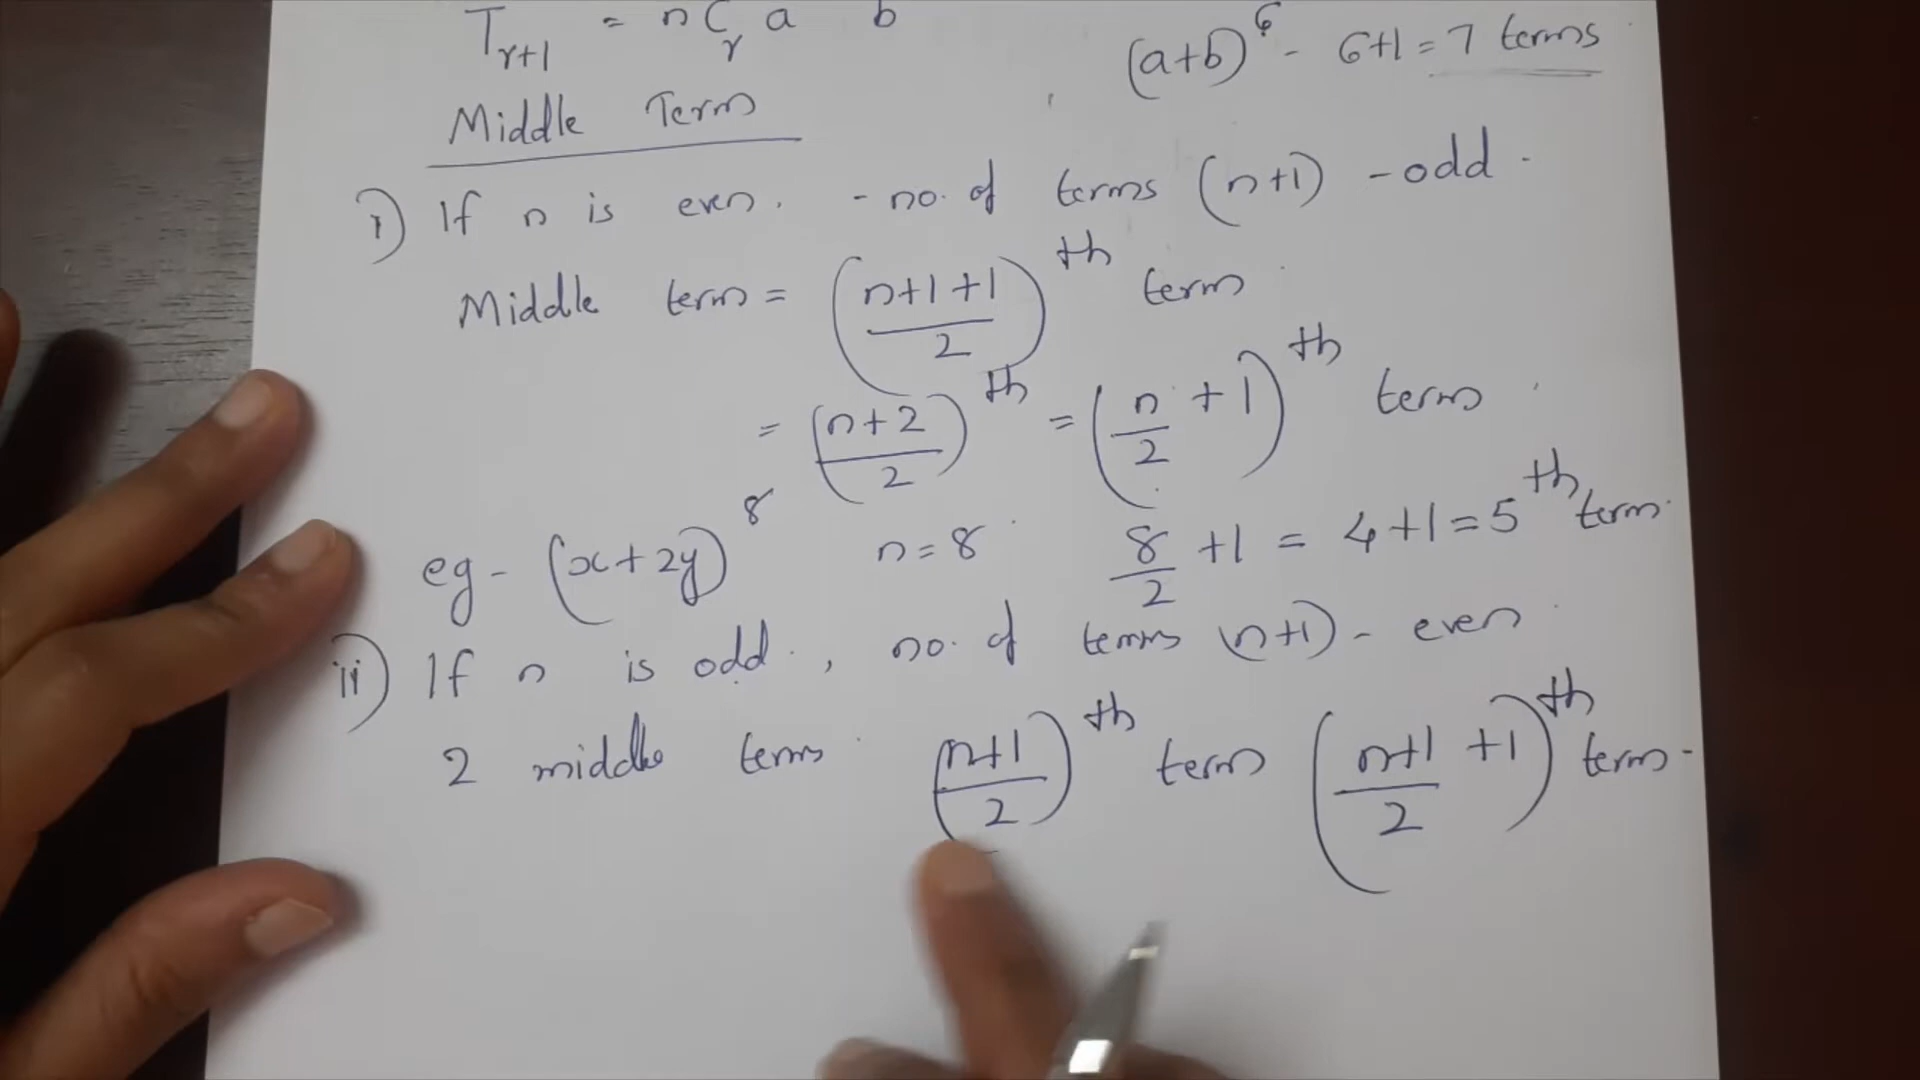 T_{r+1} = nC_r a b
(a+b)^6 - 6+1 = 7 terms
Middle Term
i) If n is even. - no. of terms (n+1) - odd.
Middle term = ((n+1+1)/2)^th term
= ((n+2)/2)^th = (n/2 + 1)^th term
eg - (x+2y)^8 n = 8 8/2 + 1 = 4+1 = 5^th term.
ii) If n is odd, no. of terms (n+1) - even
2 middle terms. ((n+1)/2)^th term ((n+1)/2 + 1)^th term.